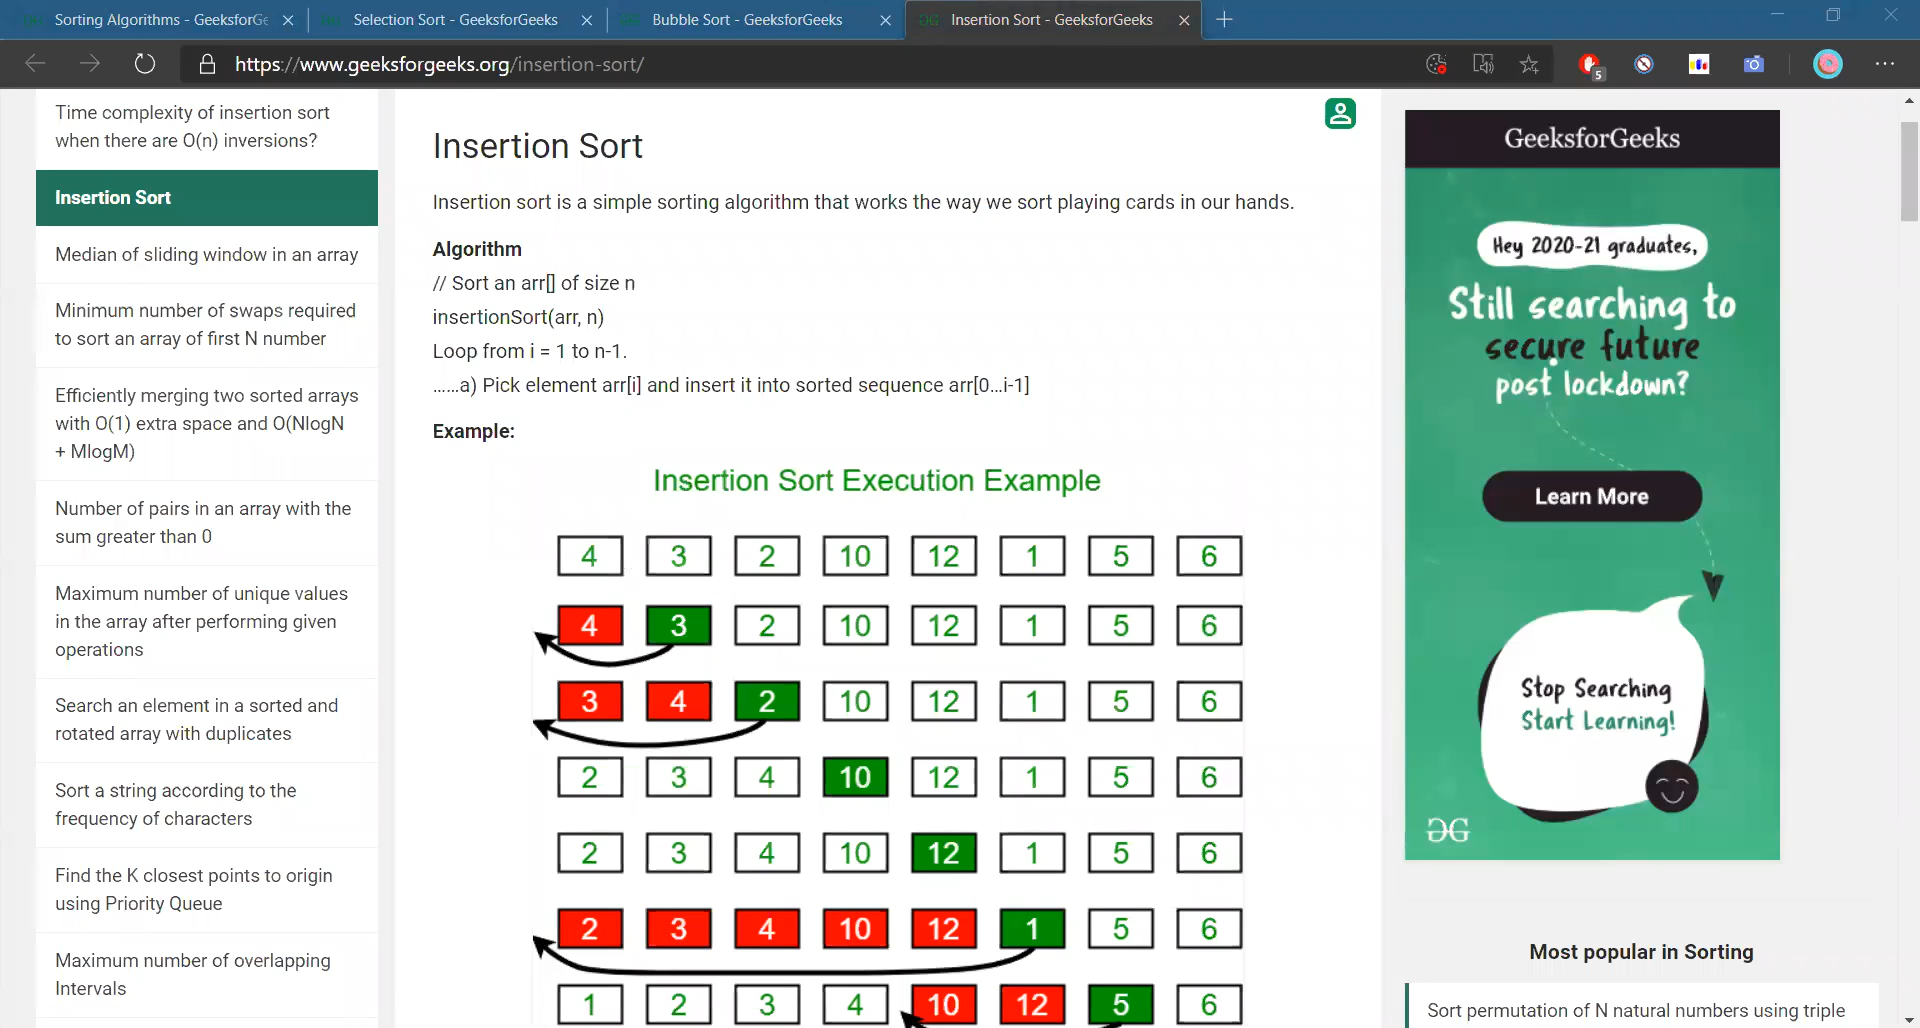 Sorting Algorithms - GeeksforGe
Selection Sort - GeeksforGeeks
Bubble Sort - GeeksforGeeks
Insertion Sort - GeeksforGeeks
https://www.geeksforgeeks.org/insertion-sort/
5
Time complexity of insertion sort
when there are O(n) inversions?
Insertion Sort
Median of sliding window in an array
Minimum number of swaps required
to sort an array of first N number
Efficiently merging two sorted arrays
with O(1) extra space and O(NlogN
+ MlogM)
Number of pairs in an array with the
sum greater than 0
Maximum number of unique values
in the array after performing given
operations
Search an element in a sorted and
rotated array with duplicates
Sort a string according to the
frequency of characters
Find the K closest points to origin
using Priority Queue
Maximum number of overlapping
Intervals
Insertion Sort
Insertion sort is a simple sorting algorithm that works the way we sort playing cards in our hands.
Algorithm
// Sort an arr[] of size n
insertionSort(arr, n)
Loop from i = 1 to n-1.
……a) Pick element arr[i] and insert it into sorted sequence arr[0…i-1]
Example:
Insertion Sort Execution Example
4 3 2 10 12 1 5 6
4 3 2 10 12 1 5 6
3 4 2 10 12 1 5 6
2 3 4 10 12 1 5 6
2 3 4 10 12 1 5 6
2 3 4 10 12 1 5 6
1 2 3 4 10 12 5 6
GeeksforGeeks
Hey 2020-21 graduates,
Still searching to
secure future
post lockdown?
Learn More
Stop Searching
Start Learning!
Most popular in Sorting
Sort permutation of N natural numbers using triple